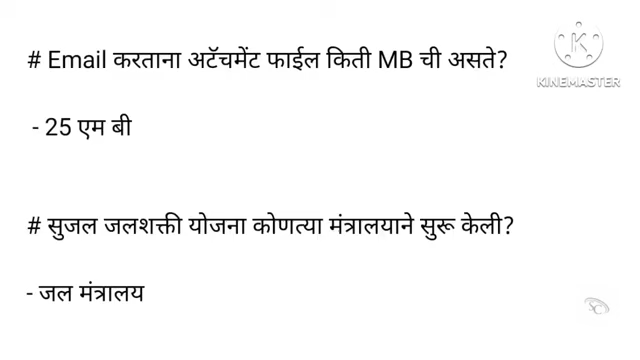 # Email करताना अटॅचमेंट फाईल किती MB ची असते?
KINEMASTER
- 25 एम बी
# सुजल जलशक्ती योजना कोणत्या मंत्रालयाने सुरू केली?
- जल मंत्रालय